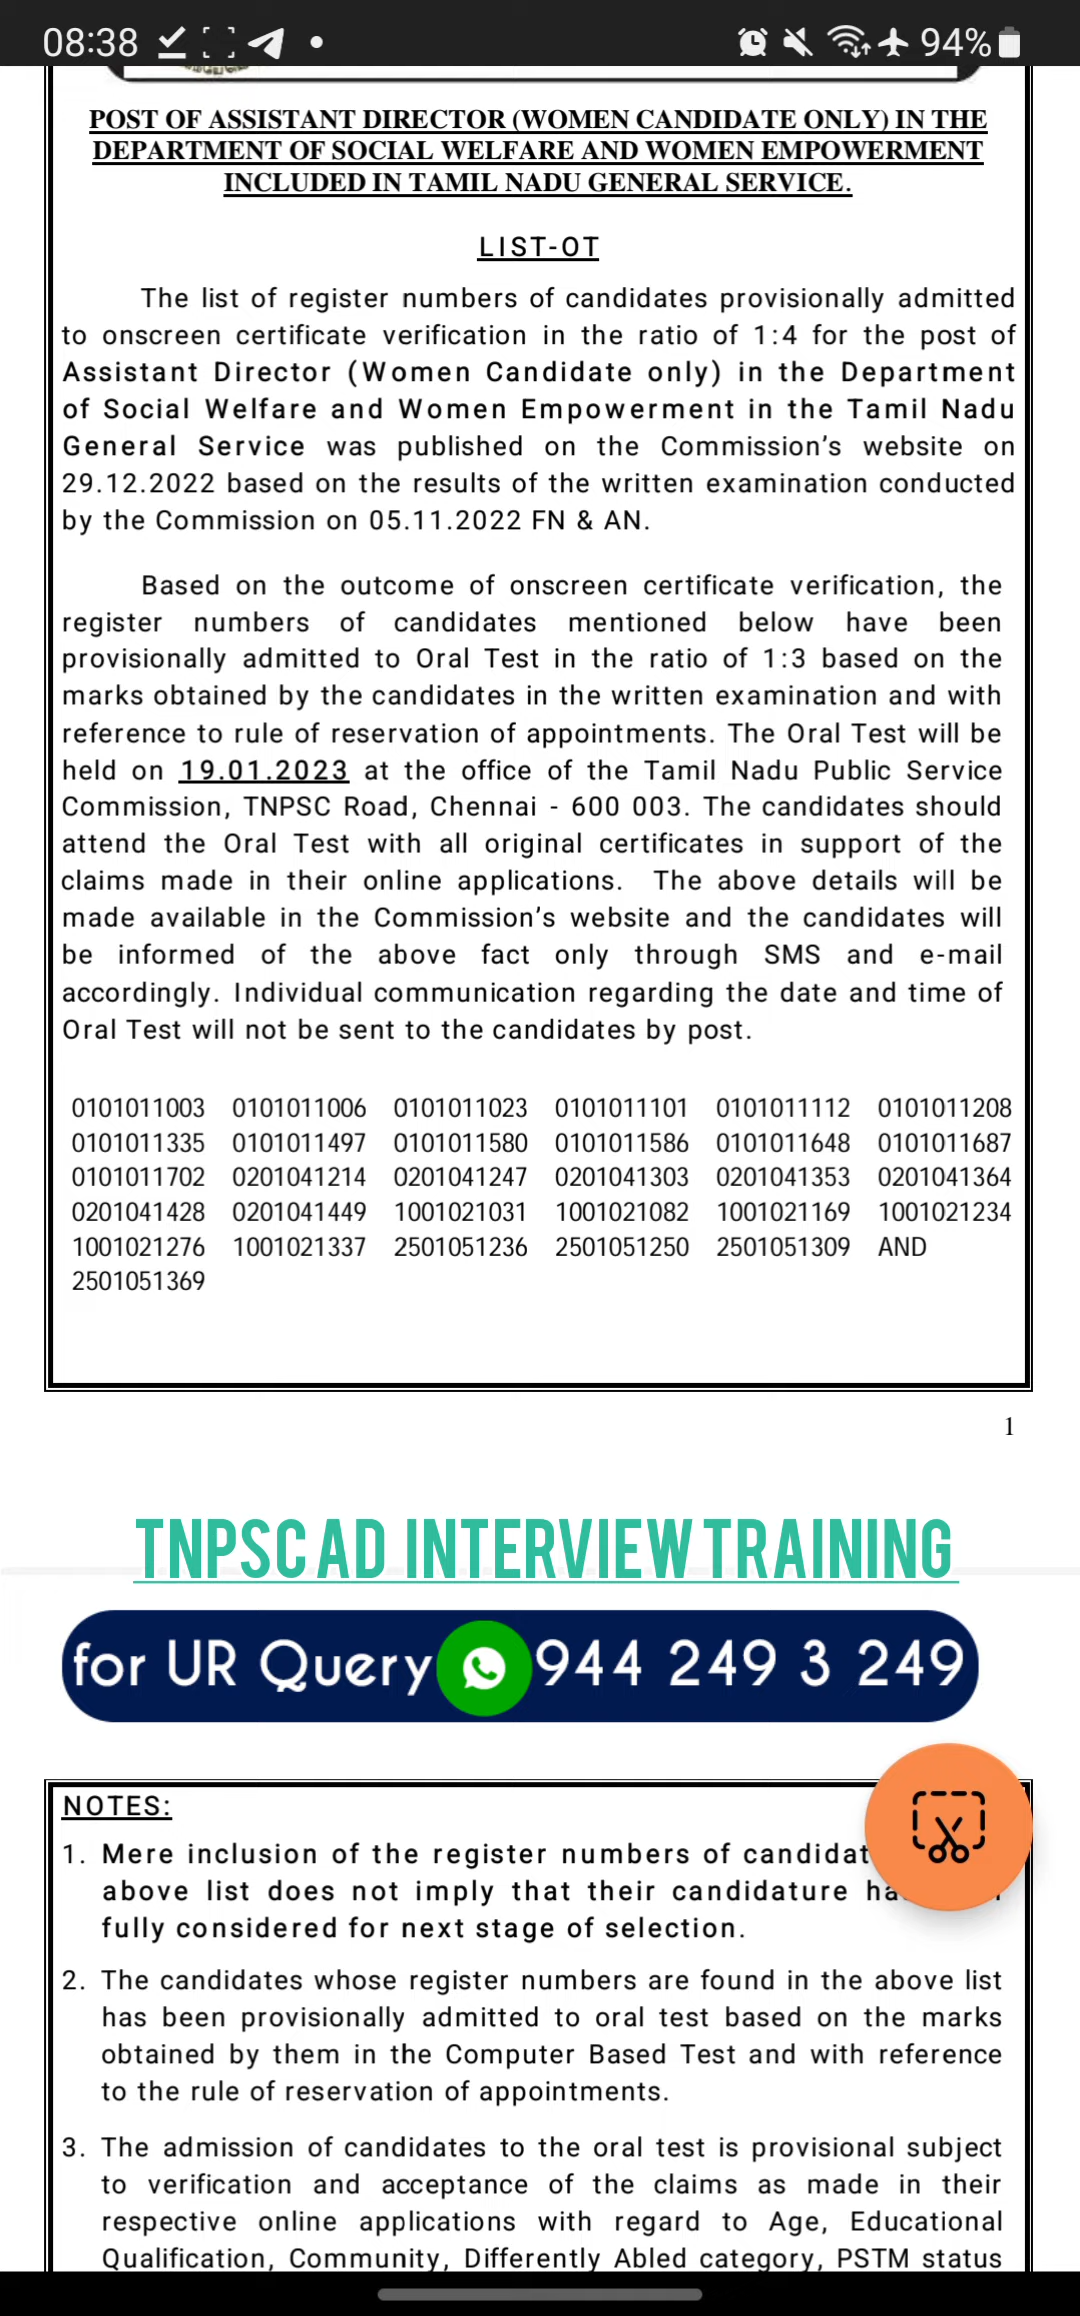 08:38
94%
POST OF ASSISTANT DIRECTOR (WOMEN CANDIDATE ONLY) IN THE
DEPARTMENT OF SOCIAL WELFARE AND WOMEN EMPOWERMENT
INCLUDED IN TAMIL NADU GENERAL SERVICE.
LIST-OT
The list of register numbers of candidates provisionally admitted
to onscreen certificate verification in the ratio of 1:4 for the post of
Assistant Director (Women Candidate only) in the Department
of Social Welfare and Women Empowerment in the Tamil Nadu
General Service was published on the Commission’s website on
29.12.2022 based on the results of the written examination conducted
by the Commission on 05.11.2022 FN & AN.
Based on the outcome of onscreen certificate verification, the
register numbers of candidates mentioned below have been
provisionally admitted to Oral Test in the ratio of 1:3 based on the
marks obtained by the candidates in the written examination and with
reference to rule of reservation of appointments. The Oral Test will be
held on 19.01.2023 at the office of the Tamil Nadu Public Service
Commission, TNPSC Road, Chennai - 600 003. The candidates should
attend the Oral Test with all original certificates in support of the
claims made in their online applications. The above details will be
made available in the Commission’s website and the candidates will
be informed of the above fact only through SMS and e-mail
accordingly. Individual communication regarding the date and time of
Oral Test will not be sent to the candidates by post.
0101011003 0101011006 0101011023 0101011101 0101011112 0101011208
0101011335 0101011497 0101011580 0101011586 0101011648 0101011687
0101011702 0201041214 0201041247 0201041303 0201041353 0201041364
0201041428 0201041449 1001021031 1001021082 1001021169 1001021234
1001021276 1001021337 2501051236 2501051250 2501051309 AND
2501051369
1
TNPSC AD INTERVIEW TRAINING
for UR Query 944 249 3 249
NOTES:
1. Mere inclusion of the register numbers of candidat
above list does not imply that their candidature ha
fully considered for next stage of selection.
2. The candidates whose register numbers are found in the above list
has been provisionally admitted to oral test based on the marks
obtained by them in the Computer Based Test and with reference
to the rule of reservation of appointments.
3. The admission of candidates to the oral test is provisional subject
to verification and acceptance of the claims as made in their
respective online applications with regard to Age, Educational
Qualification, Community, Differently Abled category, PSTM status